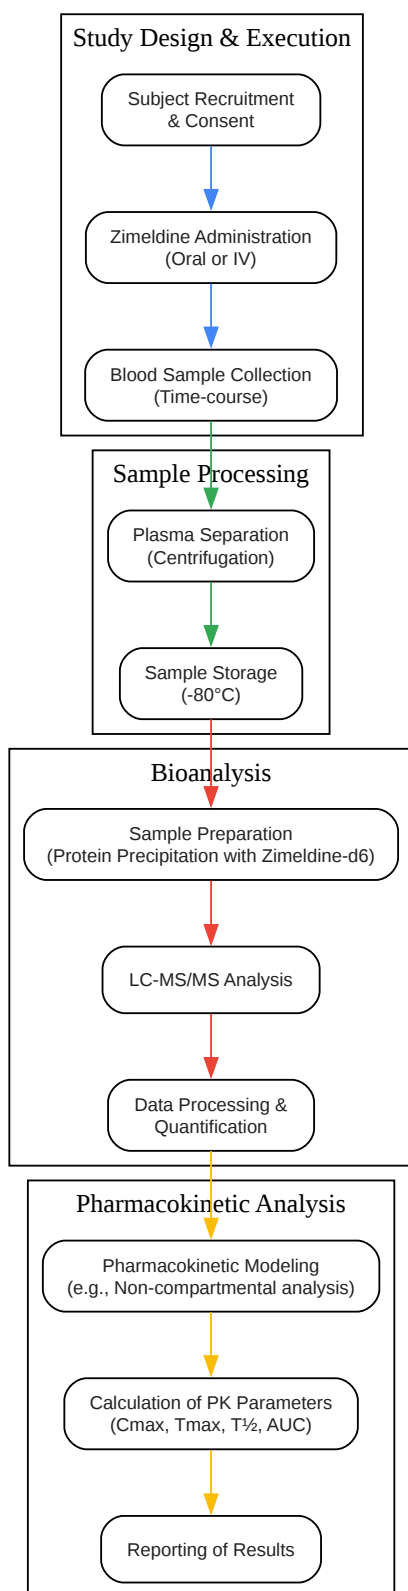 Study Design & Execution
Subject Recruitment
& Consent
Zimeldine Administration
(Oral or IV)
Blood Sample Collection
(Time-course)
Sample Processing
Plasma Separation
(Centrifugation)
Sample Storage
(-80°C)
Bioanalysis
Sample Preparation
(Protein Precipitation with Zimeldine-d6)
LC-MS/MS Analysis
Data Processing &
Quantification
Pharmacokinetic Analysis
Pharmacokinetic Modeling
(e.g., Non-compartmental analysis)
Calculation of PK Parameters
(Cmax, Tmax, T½, AUC)
Reporting of Results